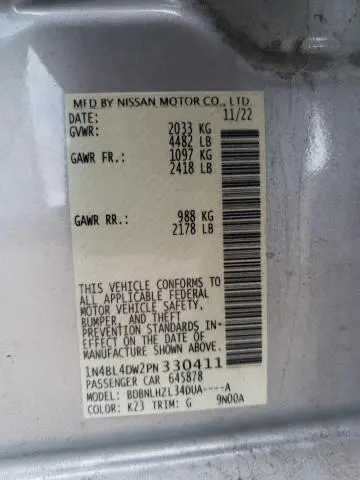 MFD BY NISSAN MOTOR CO., LTD.
DATE: 11/22
GVWR: 2033 KG
4482 LB
GAWR FR.: 1097 KG
2418 LB
GAWR RR.: 988 KG
2178 LB
THIS VEHICLE CONFORMS TO
ALL APPLICABLE FEDERAL
MOTOR VEHICLE SAFETY,
BUMPER, AND THEFT
PREVENTION STANDARDS IN
EFFECT ON THE DATE OF
MANUFACTURE SHOWN ABOVE.
1N4BL4DW2PN330411
PASSENGER CAR 645878
MODEL: BDBNLHZL34DUA----A
COLOR: K23 TRIM: G 9N00A